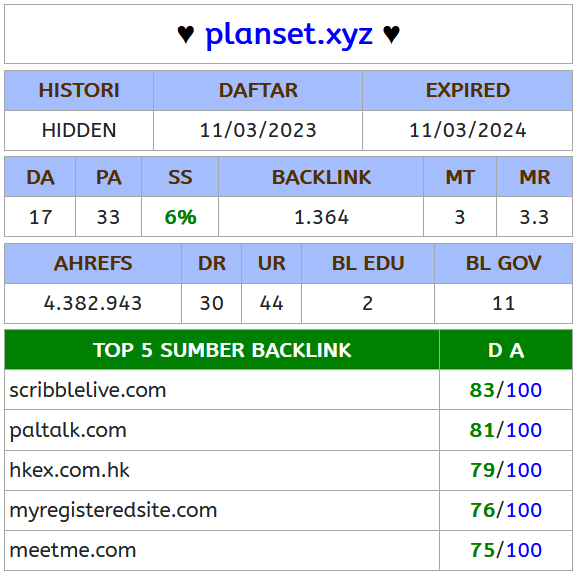 ♥ planset.xyz ♥
HISTORI DAFTAR EXPIRED
HIDDEN 11/03/2023 11/03/2024
DA PA SS BACKLINK MT MR
17 33 6% 1.364 3 3.3
AHREFS DR UR BL EDU BL GOV
4.382.943 30 44 2 11
TOP 5 SUMBER BACKLINK D A
scribblelive.com 83/100
paltalk.com 81/100
hkex.com.hk 79/100
myregisteredsite.com 76/100
meetme.com 75/100